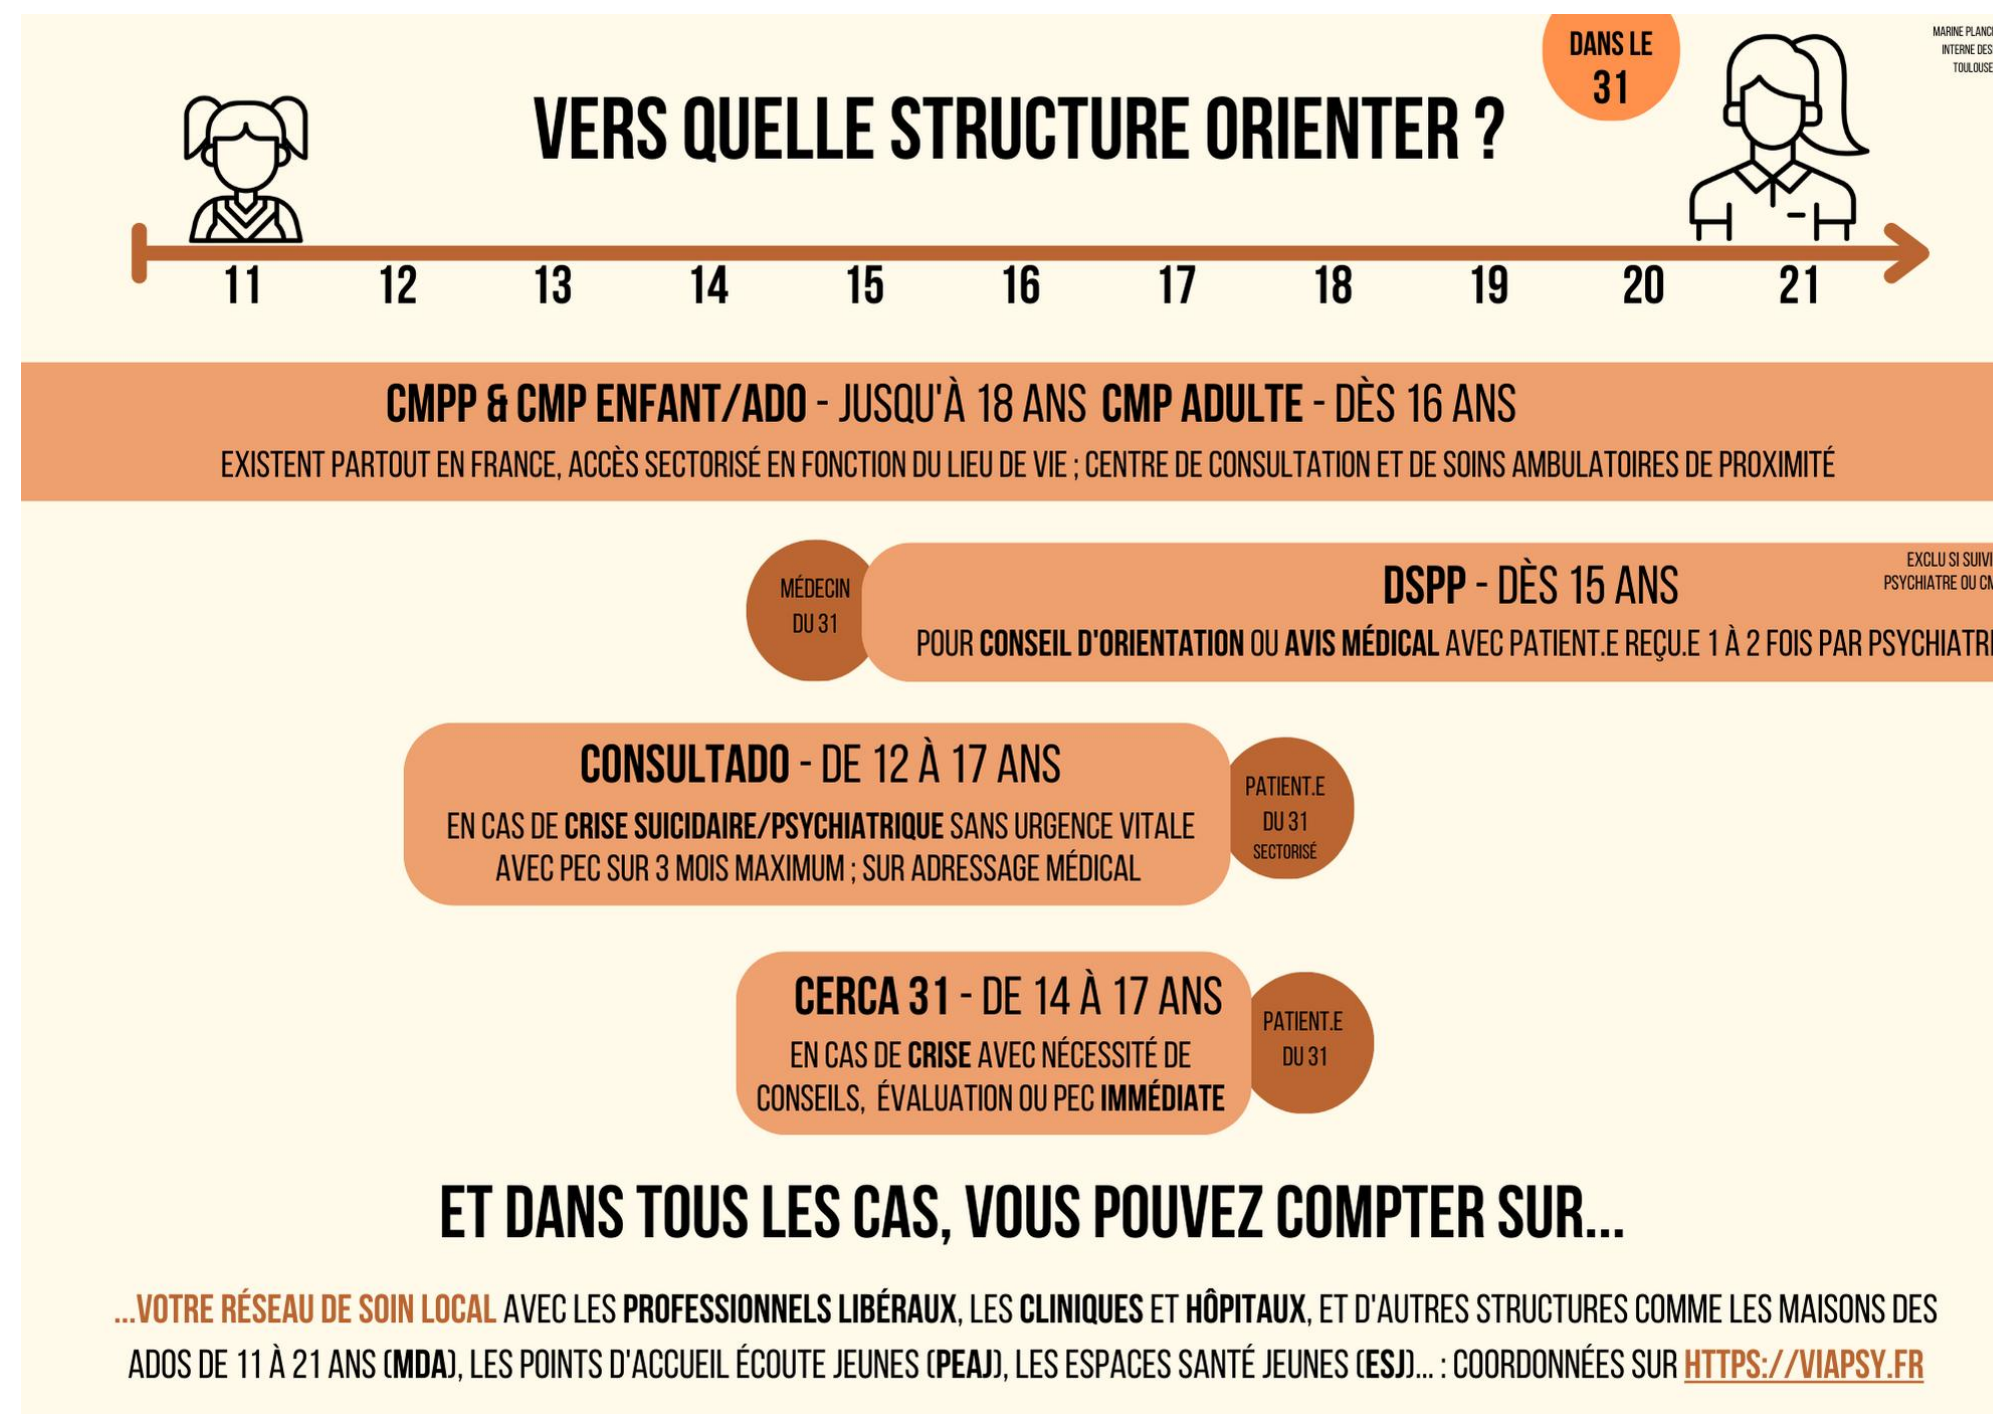 DANS LE
31
MARINE
INTERNE
TOULOUSE
VERS QUELLE STRUCTURE ORIENTER ?
11 12 13 14 15 16 17 18 19 20 21
CMPP & CMP ENFANT/ADO - JUSQU'À 18 ANS CMP ADULTE - DÈS 16 ANS
EXISTENT PARTOUT EN FRANCE, ACCÈS SECTORISÉ EN FONCTION DU LIEU DE VIE ; CENTRE DE CONSULTATION ET DE SOINS AMBULATOIRES DE PROXIMITÉ
MÉDECIN
DU 31
DSPP - DÈS 15 ANS
EXCLU SI SUIVI
PSYCHIATRE OU
POUR CONSEIL D'ORIENTATION OU AVIS MÉDICAL AVEC PATIENT.E REÇU.E 1 À 2 FOIS PAR
CONSULTADO - DE 12 À 17 ANS
EN CAS DE CRISE SUICIDAIRE/PSYCHIATRIQUE SANS URGENCE VITALE
AVEC PEC SUR 3 MOIS MAXIMUM ; SUR ADRESSAGE MÉDICAL
PATIENT.E
DU 31
SECTORISÉ
CERCA 31 - DE 14 À 17 ANS
EN CAS DE CRISE AVEC NÉCESSITÉ DE
CONSEILS, ÉVALUATION OU PEC IMMÉDIATE
PATIENT.E
DU 31
ET DANS TOUS LES CAS, VOUS POUVEZ COMPTER SUR...
...VOTRE RÉSEAU DE SOIN LOCAL AVEC LES PROFESSIONNELS LIBÉRAUX, LES CLINIQUES ET HÔPITAUX, ET D'AUTRES STRUCTURES COMME LES MAISONS DES
ADOS DE 11 À 21 ANS (MDA), LES POINTS D'ACCUEIL ÉCOUTE JEUNES (PEAJ), LES ESPACES SANTÉ JEUNES (ESJ)... : COORDONNÉES SUR HTTPS://VIAPSY.FR